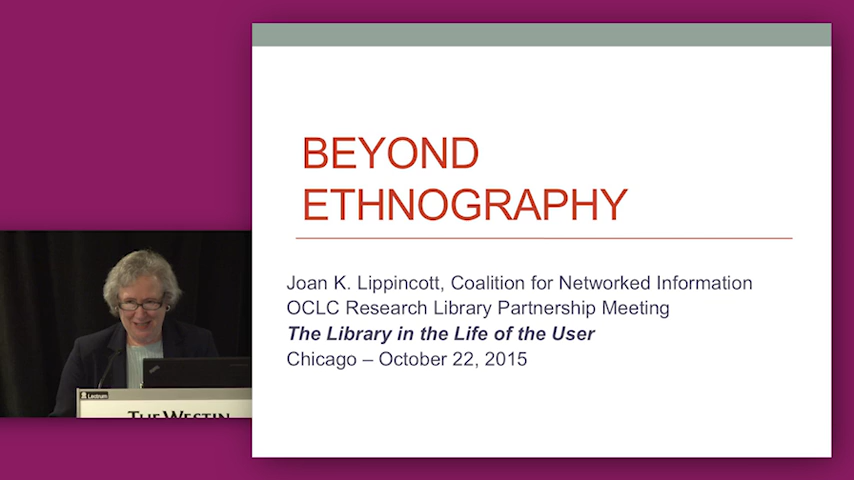 BEYOND
ETHNOGRAPHY
Joan K. Lippincott, Coalition for Networked Information
OCLC Research Library Partnership Meeting
The Library in the Life of the User
Chicago – October 22, 2015
Lectrum
THE WESTIN